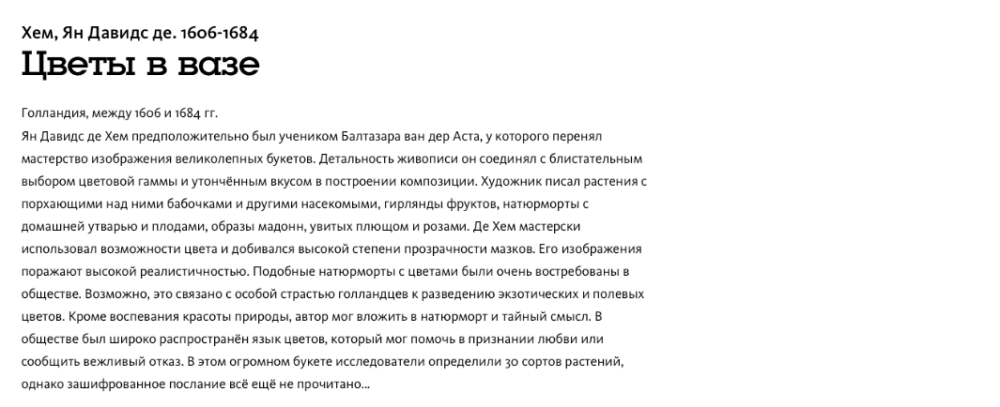 Хем, Ян Давидс де. 1606-1684
Цветы в вазе
Голландия, между 1606 и 1684 гг.
Ян Давидс де Хем предположительно был учеником Балтазара ван дер Аста, у которого перенял
мастерство изображения великолепных букетов. Детальность живописи он соединял с блистательным
выбором цветовой гаммы и утончённым вкусом в построении композиции. Художник писал растения с
порхающими над ними бабочками и другими насекомыми, гирлянды фруктов, натюрморты с
домашней утварью и плодами, образы мадонн, увитых плющом и розами. Де Хем мастерски
использовал возможности цвета и добивался высокой степени прозрачности мазков. Его изображения
поражают высокой реалистичностью. Подобные натюрморты с цветами были очень востребованы в
обществе. Возможно, это связано с особой страстью голландцев к разведению экзотических и полевых
цветов. Кроме воспевания красоты природы, автор мог вложить в натюрморт и тайный смысл. В
обществе был широко распространён язык цветов, который мог помочь в признании любви или
сообщить вежливый отказ. В этом огромном букете исследователи определили 30 сортов растений,
однако зашифрованное послание всё ещё не прочитано...